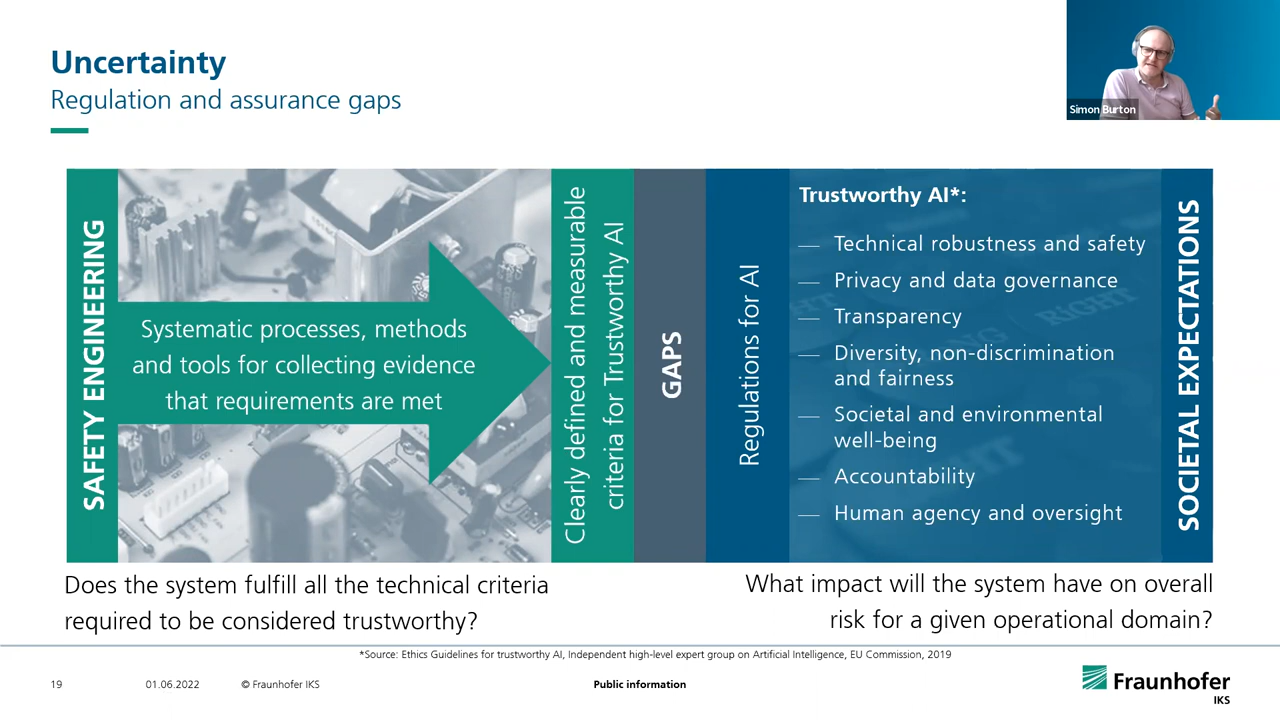 Uncertainty
Regulation and assurance gaps
Simon Burton
SAFETY ENGINEERING
Systematic processes, methods
and tools for collecting evidence
that requirements are met
Clearly defined and measurable
criteria for Trustworthy AI
GAPS
Regulations for AI
Trustworthy AI*:
— Technical robustness and safety
— Privacy and data governance
— Transparency
— Diversity, non-discrimination
and fairness
— Societal and environmental
well-being
— Accountability
— Human agency and oversight
RIGHT
SOCIETAL EXPECTATIONS
Does the system fulfill all the technical criteria
required to be considered trustworthy?
What impact will the system have on overall
risk for a given operational domain?
*Source: Ethics Guidelines for trustworthy AI, Independent high-level expert group on Artificial Intelligence, EU Commission, 2019
19
01.06.2022
© Fraunhofer IKS
Public information
Fraunhofer
IKS